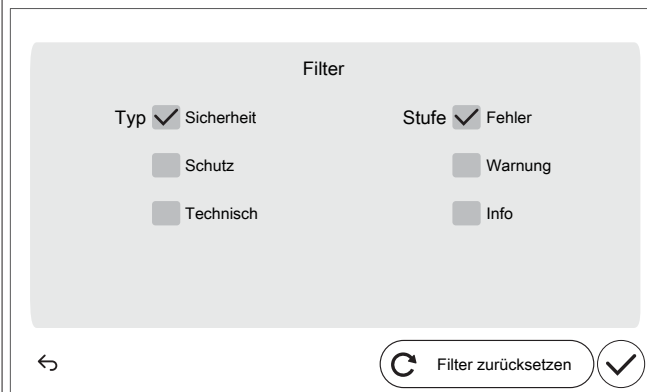 Filter
Typ Sicherheit Stufe Fehler
Schutz Warnung
Technisch Info
Filter zurücksetzen